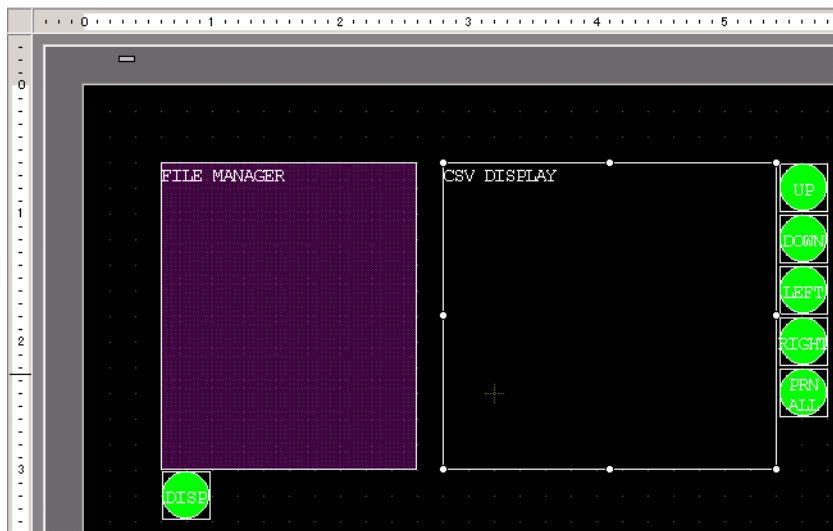 0 1 2 3 4 5
0
FILE MANAGER
CSV DISPLAY
UP
1
DOWN
LEFT
2
RIGHT
PRN
ALL
3
DISP